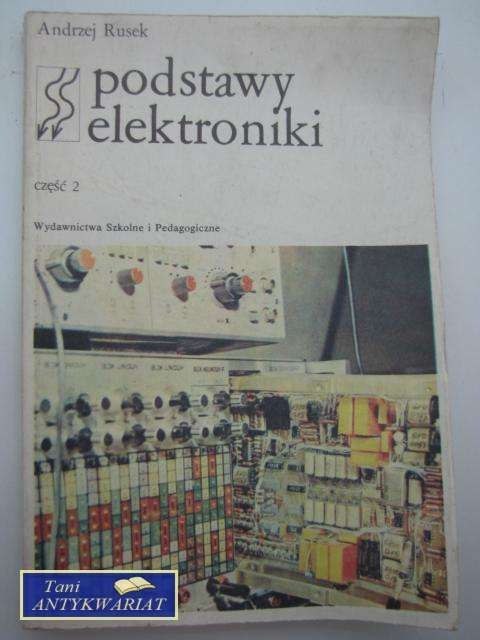 Andrzej Rusek
podstawy
elektroniki
część 2
Wydawnictwa Szkolne i Pedagogiczne
Tani
ANTYKWARIAT